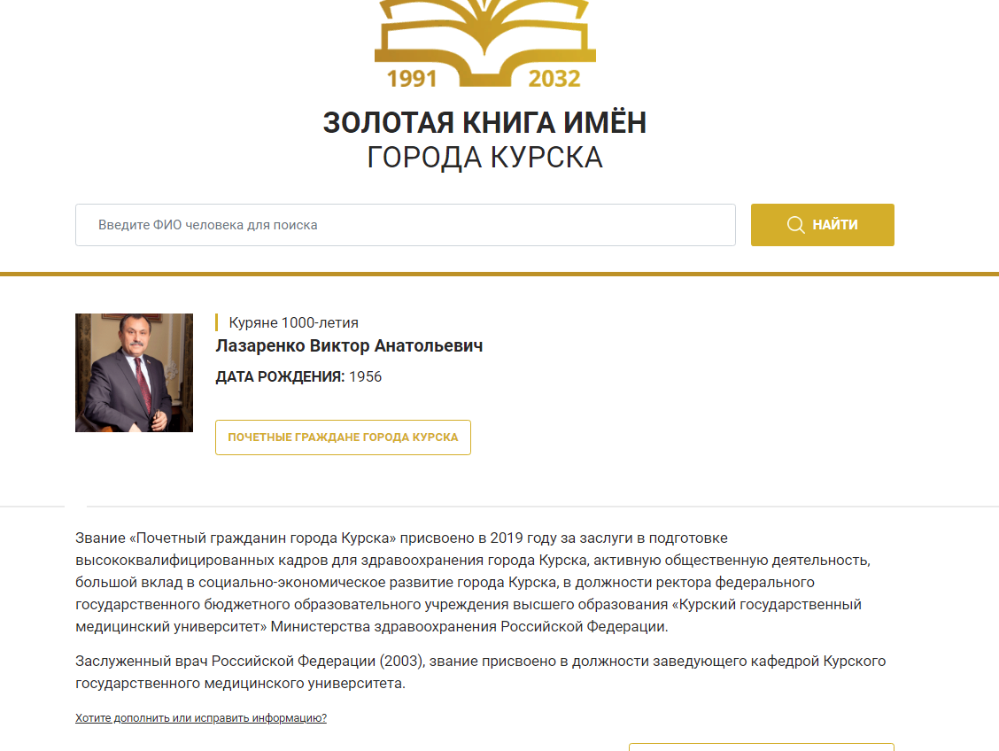 1991 2032
ЗОЛОТАЯ КНИГА ИМЁН
ГОРОДА КУРСКА
Введите ФИО человека для поиска
НАЙТИ
Куряне 1000-летия
Лазаренко Виктор Анатольевич
ДАТА РОЖДЕНИЯ: 1956
ПОЧЕТНЫЕ ГРАЖДАНЕ ГОРОДА КУРСКА
Звание «Почетный гражданин города Курска» присвоено в 2019 году за заслуги в подготовке
высококвалифицированных кадров для здравоохранения города Курска, активную общественную деятельность,
большой вклад в социально-экономическое развитие города Курска, в должности ректора федерального
государственного бюджетного образовательного учреждения высшего образования «Курский государственный
медицинский университет» Министерства здравоохранения Российской Федерации.
Заслуженный врач Российской Федерации (2003), звание присвоено в должности заведующего кафедрой Курского
государственного медицинского университета.
Хотите дополнить или исправить информацию?